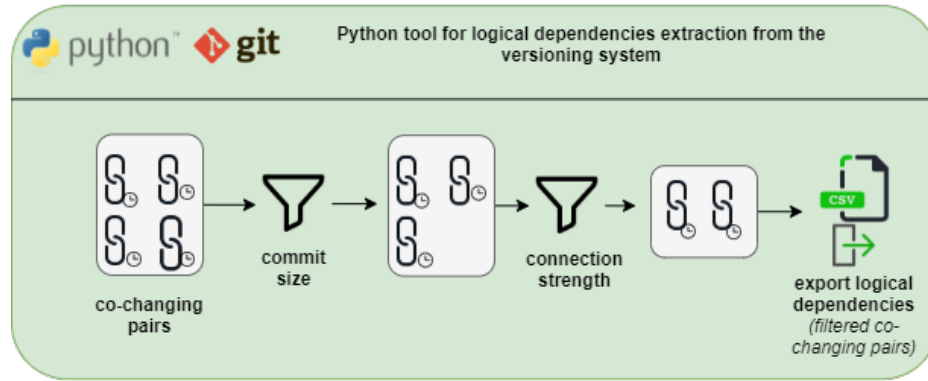 python™ git Python tool for logical dependencies extraction from the
versioning system
CSV
commit
size
connection
strength
co-changing
pairs
export logical
dependencies
(filtered co-
changing pairs)